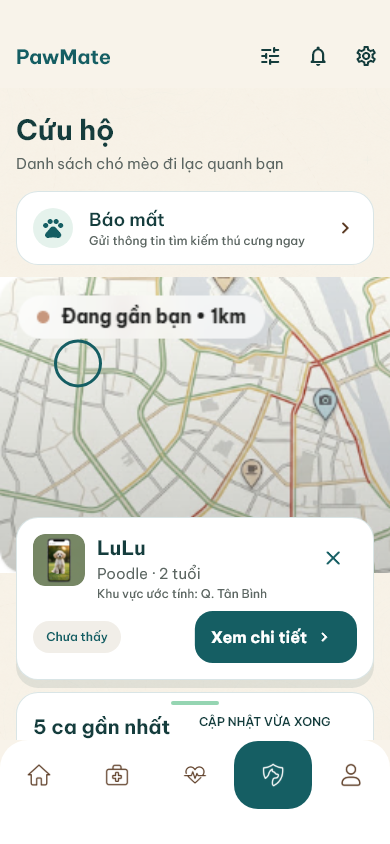 PawMate
Cứu hộ
Danh sách chó mèo đi lạc quanh bạn
Báo mất
Gửi thông tin tìm kiếm thú cưng ngay
Đang gần bạn • 1km
LuLu
Poodle · 2 tuổi
Khu vực ước tính: Q. Tân Bình
Chưa thấy
Xem chi tiết
5 ca gần nhất
CẬP NHẬT VỪA XONG